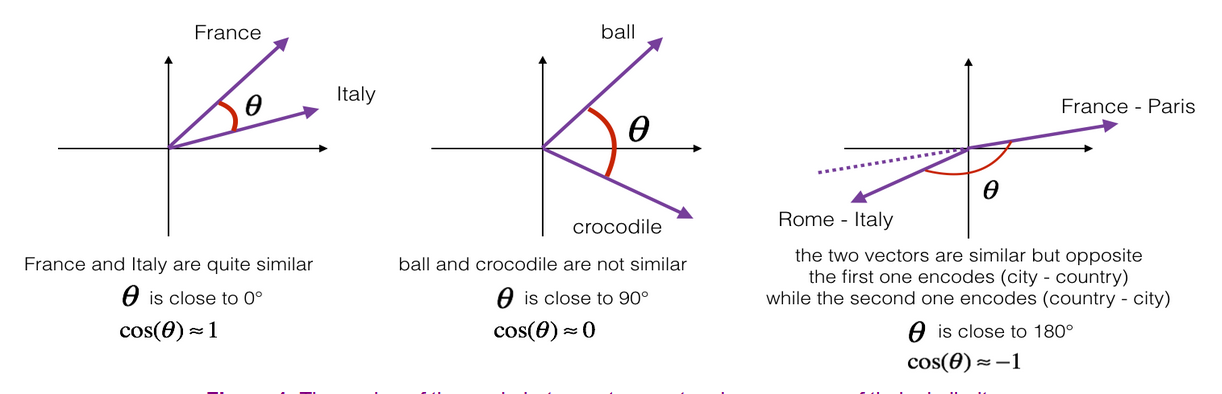 France
θ
Italy
France and Italy are quite similar
θ is close to 0°
cos(θ) ≈ 1
ball
θ
crocodile
ball and crocodile are not similar
θ is close to 90°
cos(θ) ≈ 0
France - Paris
θ
Rome - Italy
the two vectors are similar but opposite
the first one encodes (city - country)
while the second one encodes (country - city)
θ is close to 180°
cos(θ) ≈ −1